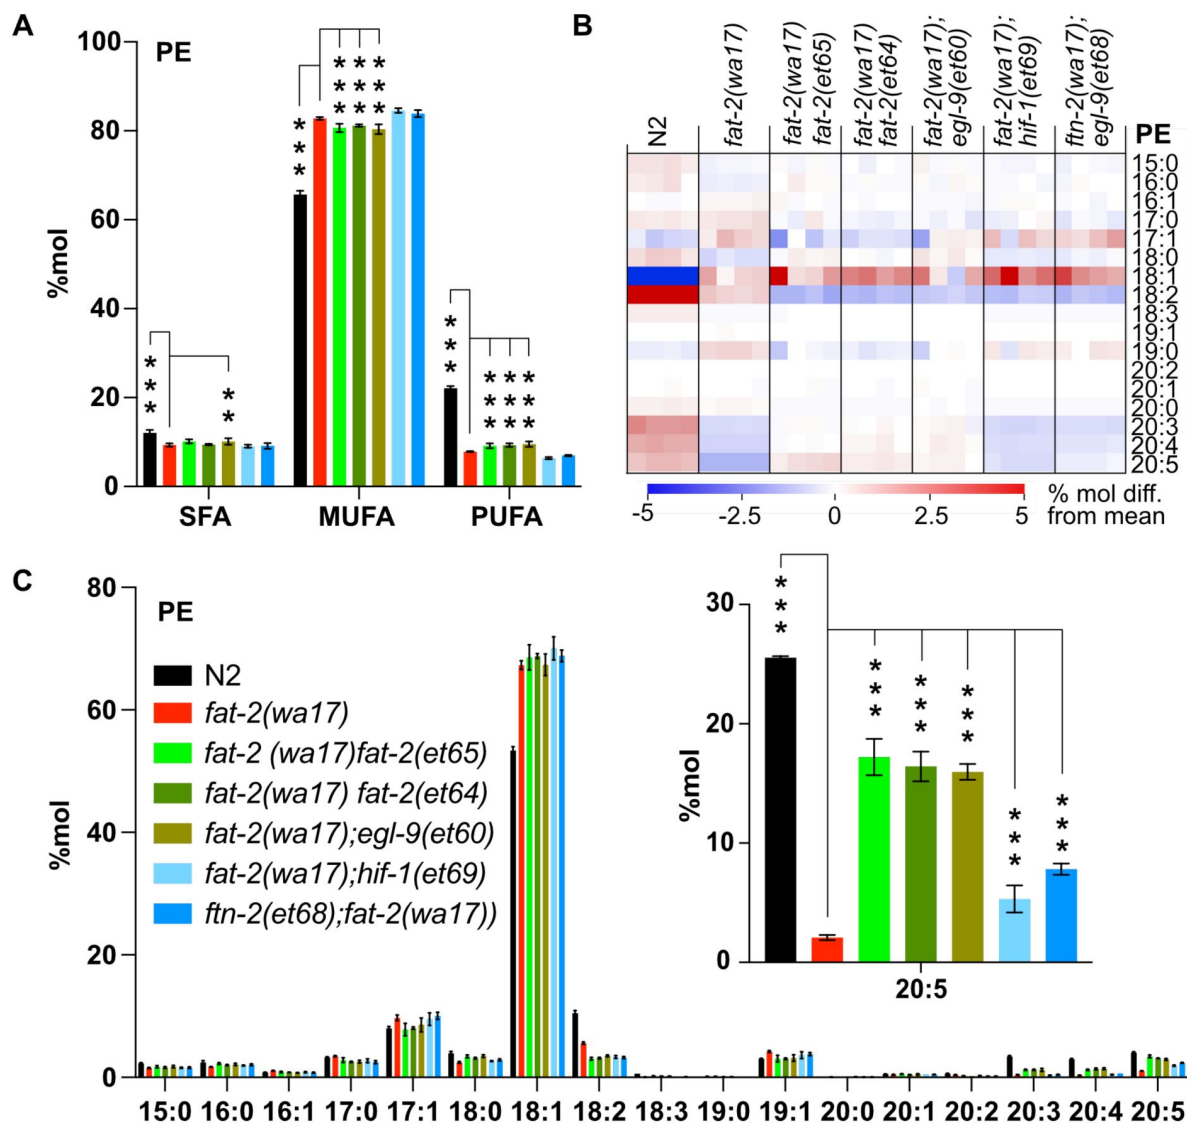 A
PE
100
80
60
40
20
0
%mol
SFA
MUFA
PUFA
***
***
***
***
***
***
**
***
***
***
***
B
N2
fat-2(wa17)
fat-2(wa17)
fat-2(et65)
fat-2(wa17)
fat-2(et64)
fat-2(wa17);
egl-9(et60)
fat-2(wa17);
hif-1(et69)
ftn-2(wa17);
egl-9(et68)
PE
15:0
16:0
16:1
17:0
17:1
18:0
18:1
18:2
18:3
19:1
19:0
20:2
20:1
20:0
20:3
20:4
20:5
-5
-2.5
0
2.5
5
% mol diff.
from mean
C
PE
80
60
40
20
0
%mol
N2
fat-2(wa17)
fat-2 (wa17)fat-2(et65)
fat-2(wa17) fat-2(et64)
fat-2(wa17);egl-9(et60)
fat-2(wa17);hif-1(et69)
ftn-2(et68);fat-2(wa17))
15:0 16:0 16:1 17:0 17:1 18:0 18:1 18:2 18:3 19:0 19:1 20:0 20:1 20:2 20:3 20:4 20:5
30
20
10
0
%mol
***
***
***
***
***
***
20:5